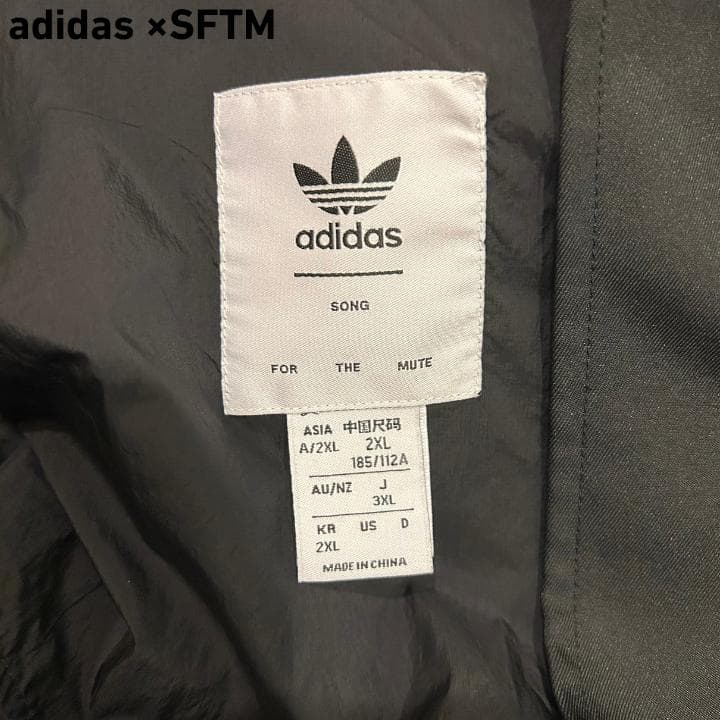 adidas ×SFTM
adidas
SONG
FOR THE MUTE
ASIA 中国尺码
A/2XL 2XL
185/112A
AU/NZ J
3XL
KR US D
2XL
MADE IN CHINA